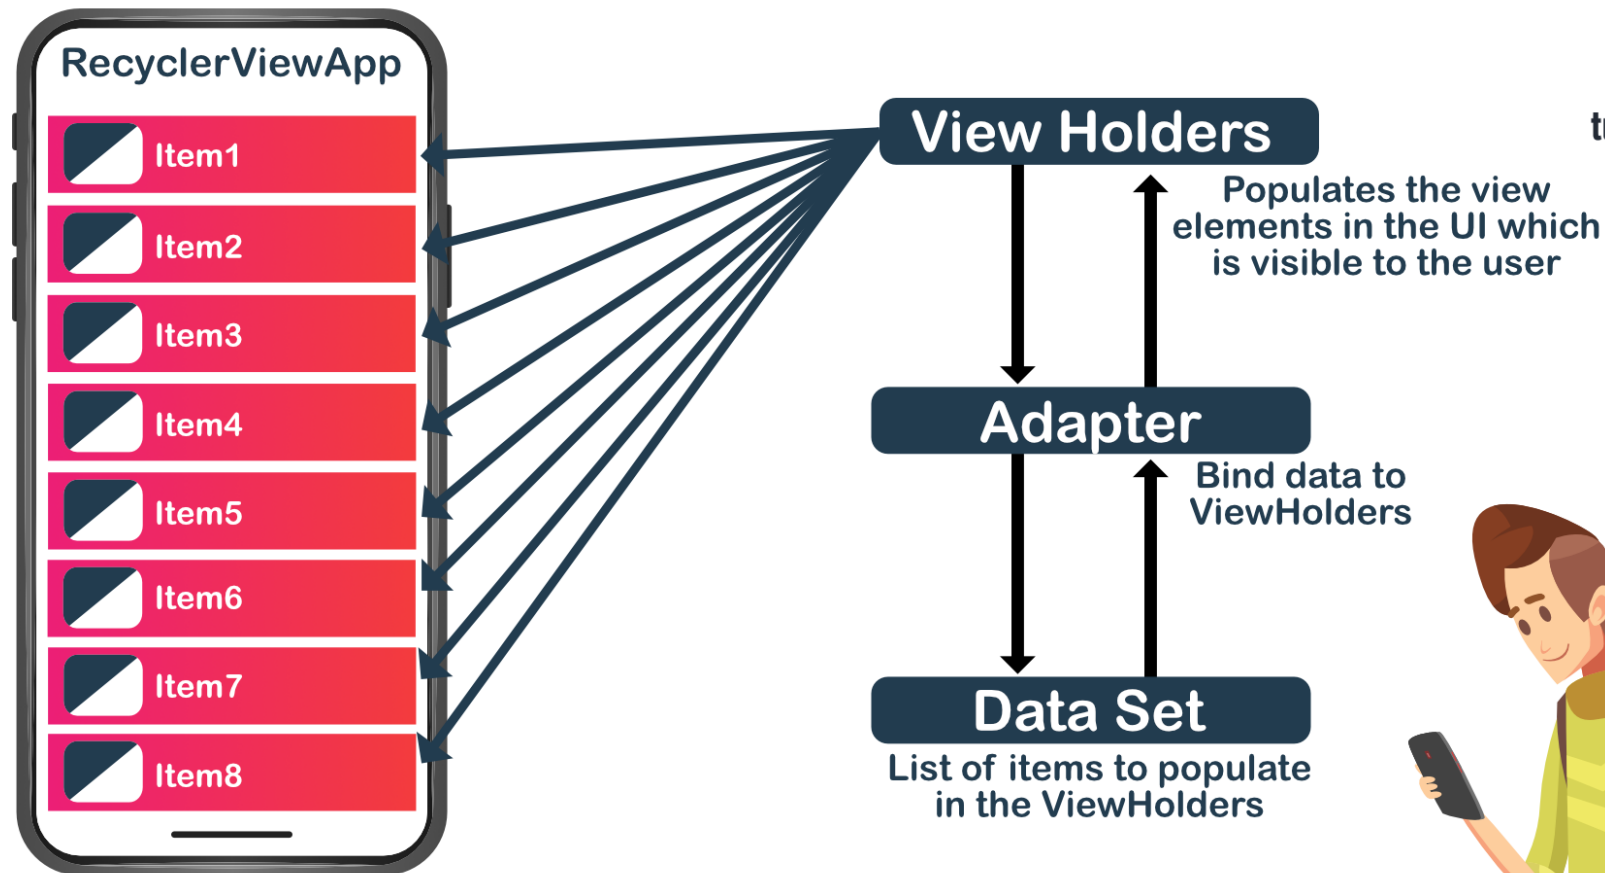 RecyclerViewApp
Item1
Item2
Item3
Item4
Item5
Item6
Item7
Item8
View Holders
Populates the view
elements in the UI which
is visible to the user
Adapter
Bind data to
ViewHolders
Data Set
List of items to populate
in the ViewHolders